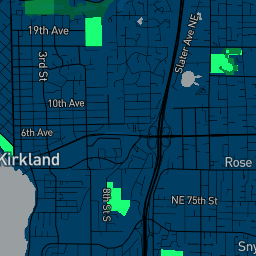 19th Ave
Slater Ave NE
3rd St
10th Ave
6th Ave
Kirkland
Rose
8th St S
NE 75th St
Sny